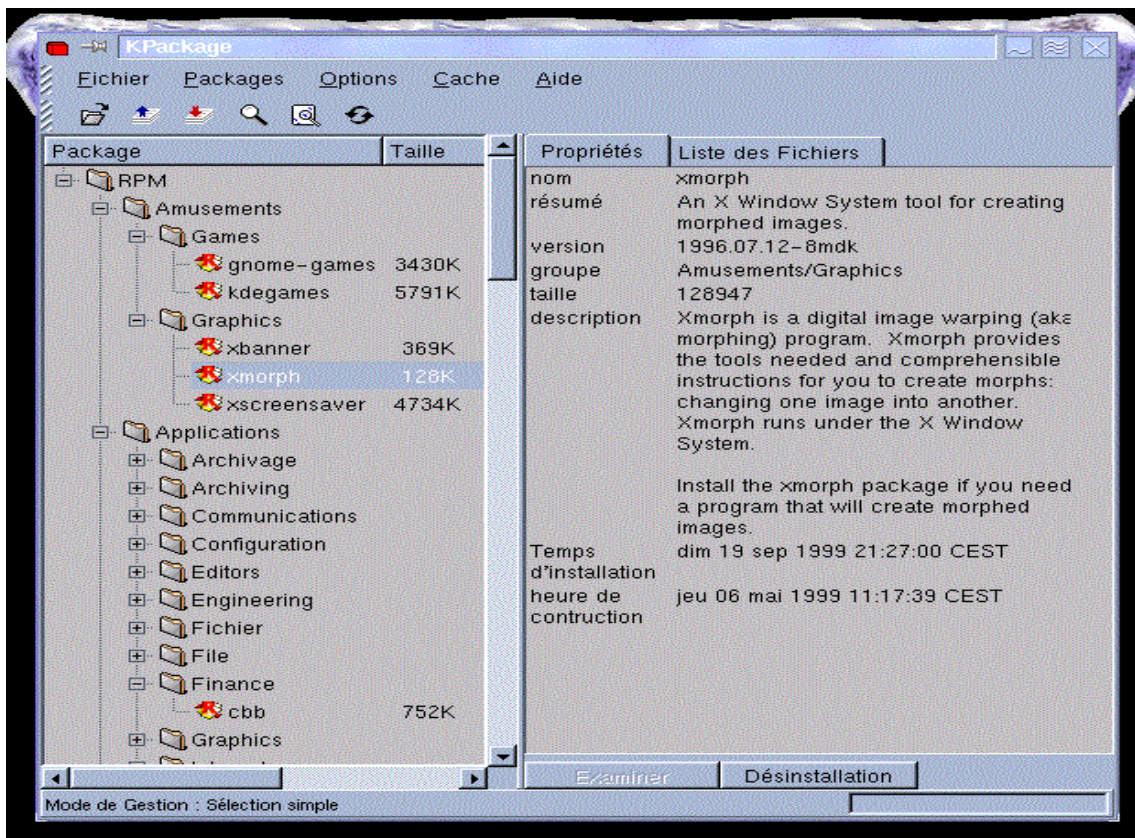 KPackage
Fichier Packages Options Cache Aide
Package Taille
RPM
Amusements
Games
gnome-games 3430K
kdegames 5791K
Graphics
xbanner 369K
xmorph 128K
xscreensaver 4734K
Applications
Archivage
Archiving
Communications
Configuration
Editors
Engineering
Fichier
File
Finance
cbb 752K
Graphics
Propriétés Liste des Fichiers
nom xmorph
résumé An X Window System tool for creating
morphed images.
version 1996.07.12-8mdk
groupe Amusements/Graphics
taille 128947
description Xmorph is a digital image warping (aka
morphing) program. Xmorph provides
the tools needed and comprehensible
instructions for you to create morphs:
changing one image into another.
Xmorph runs under the X Window
System.
Install the xmorph package if you need
a program that will create morphed
images.
Temps dim 19 sep 1999 21:27:00 CEST
d'installation
heure de jeu 06 mai 1999 11:17:39 CEST
contruction
Examiner Désinstallation
Mode de Gestion : Sélection simple